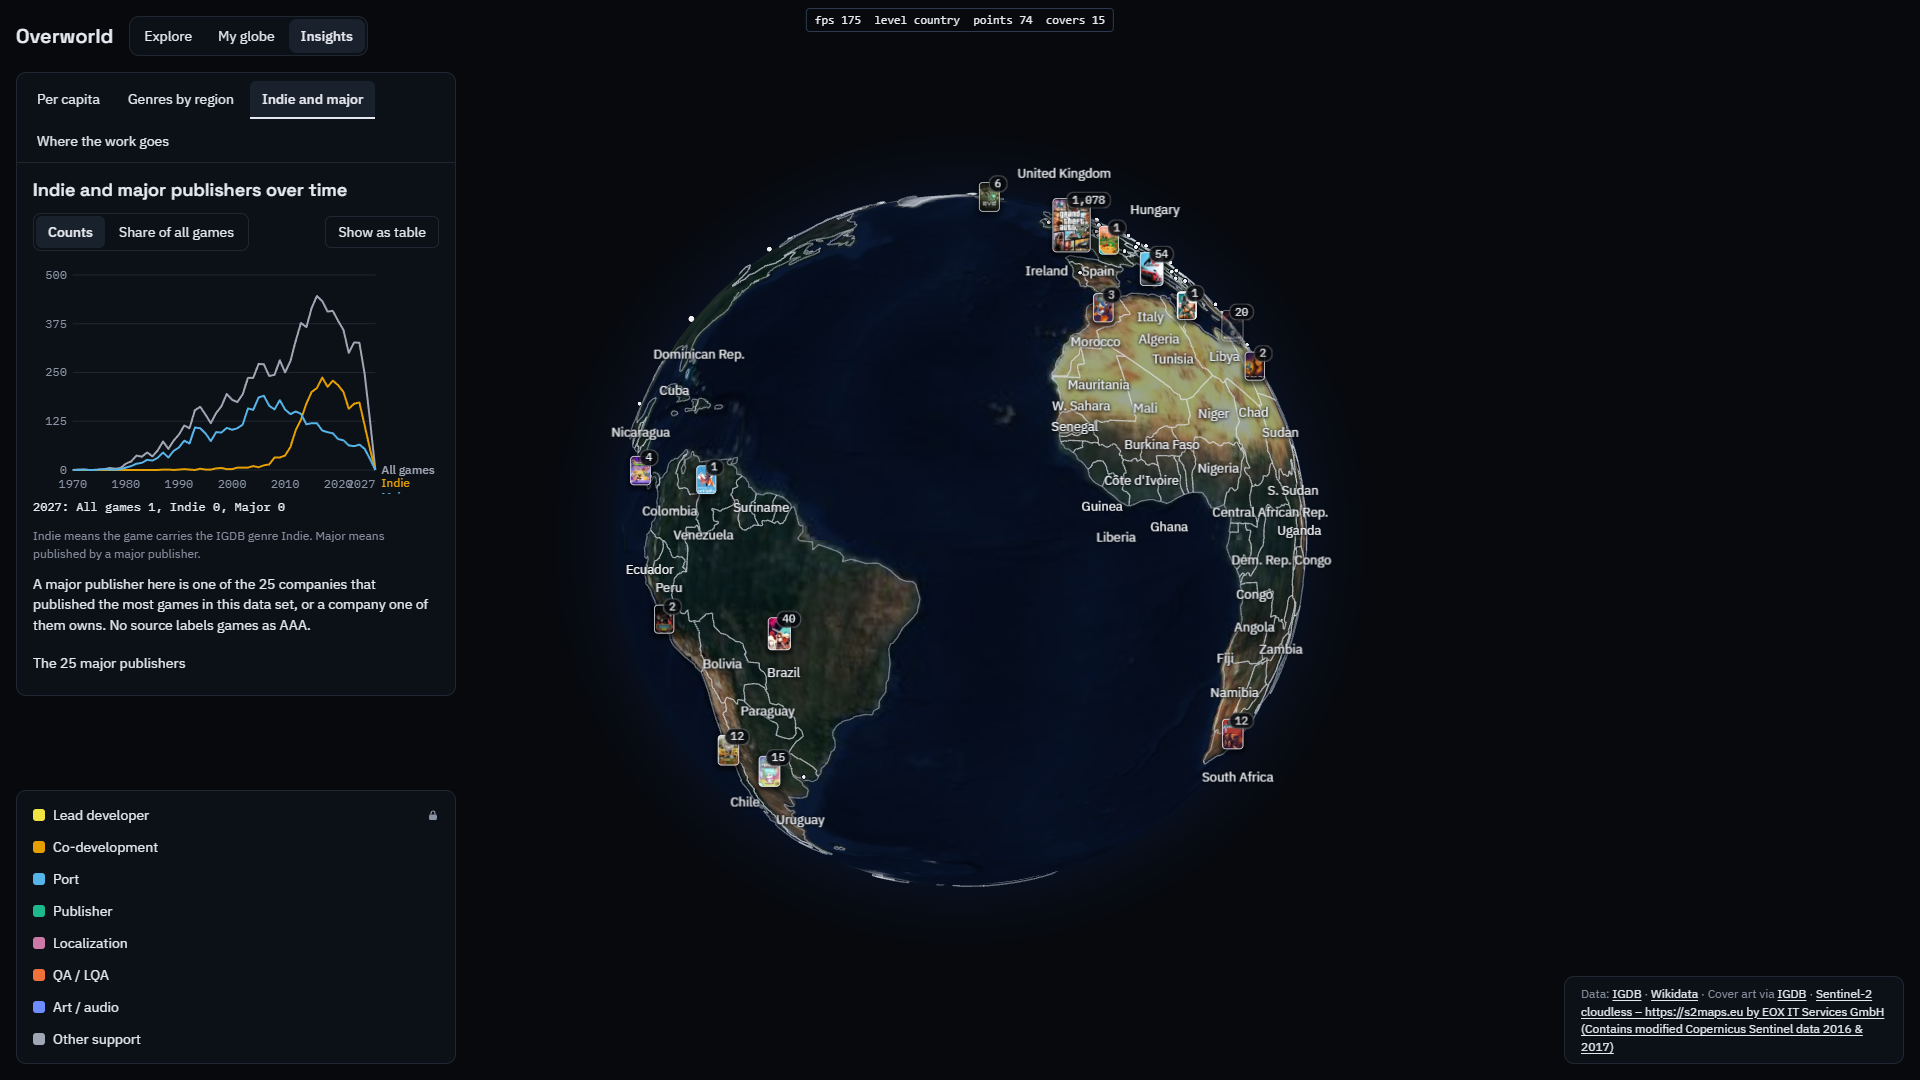 Overworld
Explore
My globe
Insights
fps 175 level country points 74 covers 15
Per capita
Genres by region
Indie and major
Where the work goes
Indie and major publishers over time
Counts
Share of all games
Show as table
500
375
250
125
0
1970
1980
1990
2000
2010
2020
2027
All games
Indie
2027: All games 1, Indie 0, Major 0
Indie means the game carries the IGDB genre Indie. Major means
published by a major publisher.
A major publisher here is one of the 25 companies that
published the most games in this data set, or a company one of
them owns. No source labels games as AAA.
The 25 major publishers
Lead developer
Co-development
Port
Publisher
Localization
QA / LQA
Art / audio
Other support
United Kingdom
6
1,078
Hungary
1
54
Ireland
Spain
3
1
20
Italy
Morocco
Algeria
Tunisia
Libya
2
Dominican Rep.
Cuba
Mauritania
W. Sahara
Mali
Niger
Chad
Senegal
Sudan
Nicaragua
Burkina Faso
4
1
Nigeria
Côte d'Ivoire
S. Sudan
Colombia
Suriname
Guinea
Central African Rep.
Ghana
Uganda
Venezuela
Liberia
Dem. Rep. Congo
Ecuador
Peru
Congo
2
40
Angola
Zambia
Fiji
Bolivia
Brazil
Namibia
Paraguay
12
12
15
South Africa
Chile
Uruguay
Data: IGDB · Wikidata · Cover art via IGDB · Sentinel-2
cloudless – https://s2maps.eu by EOX IT Services GmbH
(Contains modified Copernicus Sentinel data 2016 &
2017)